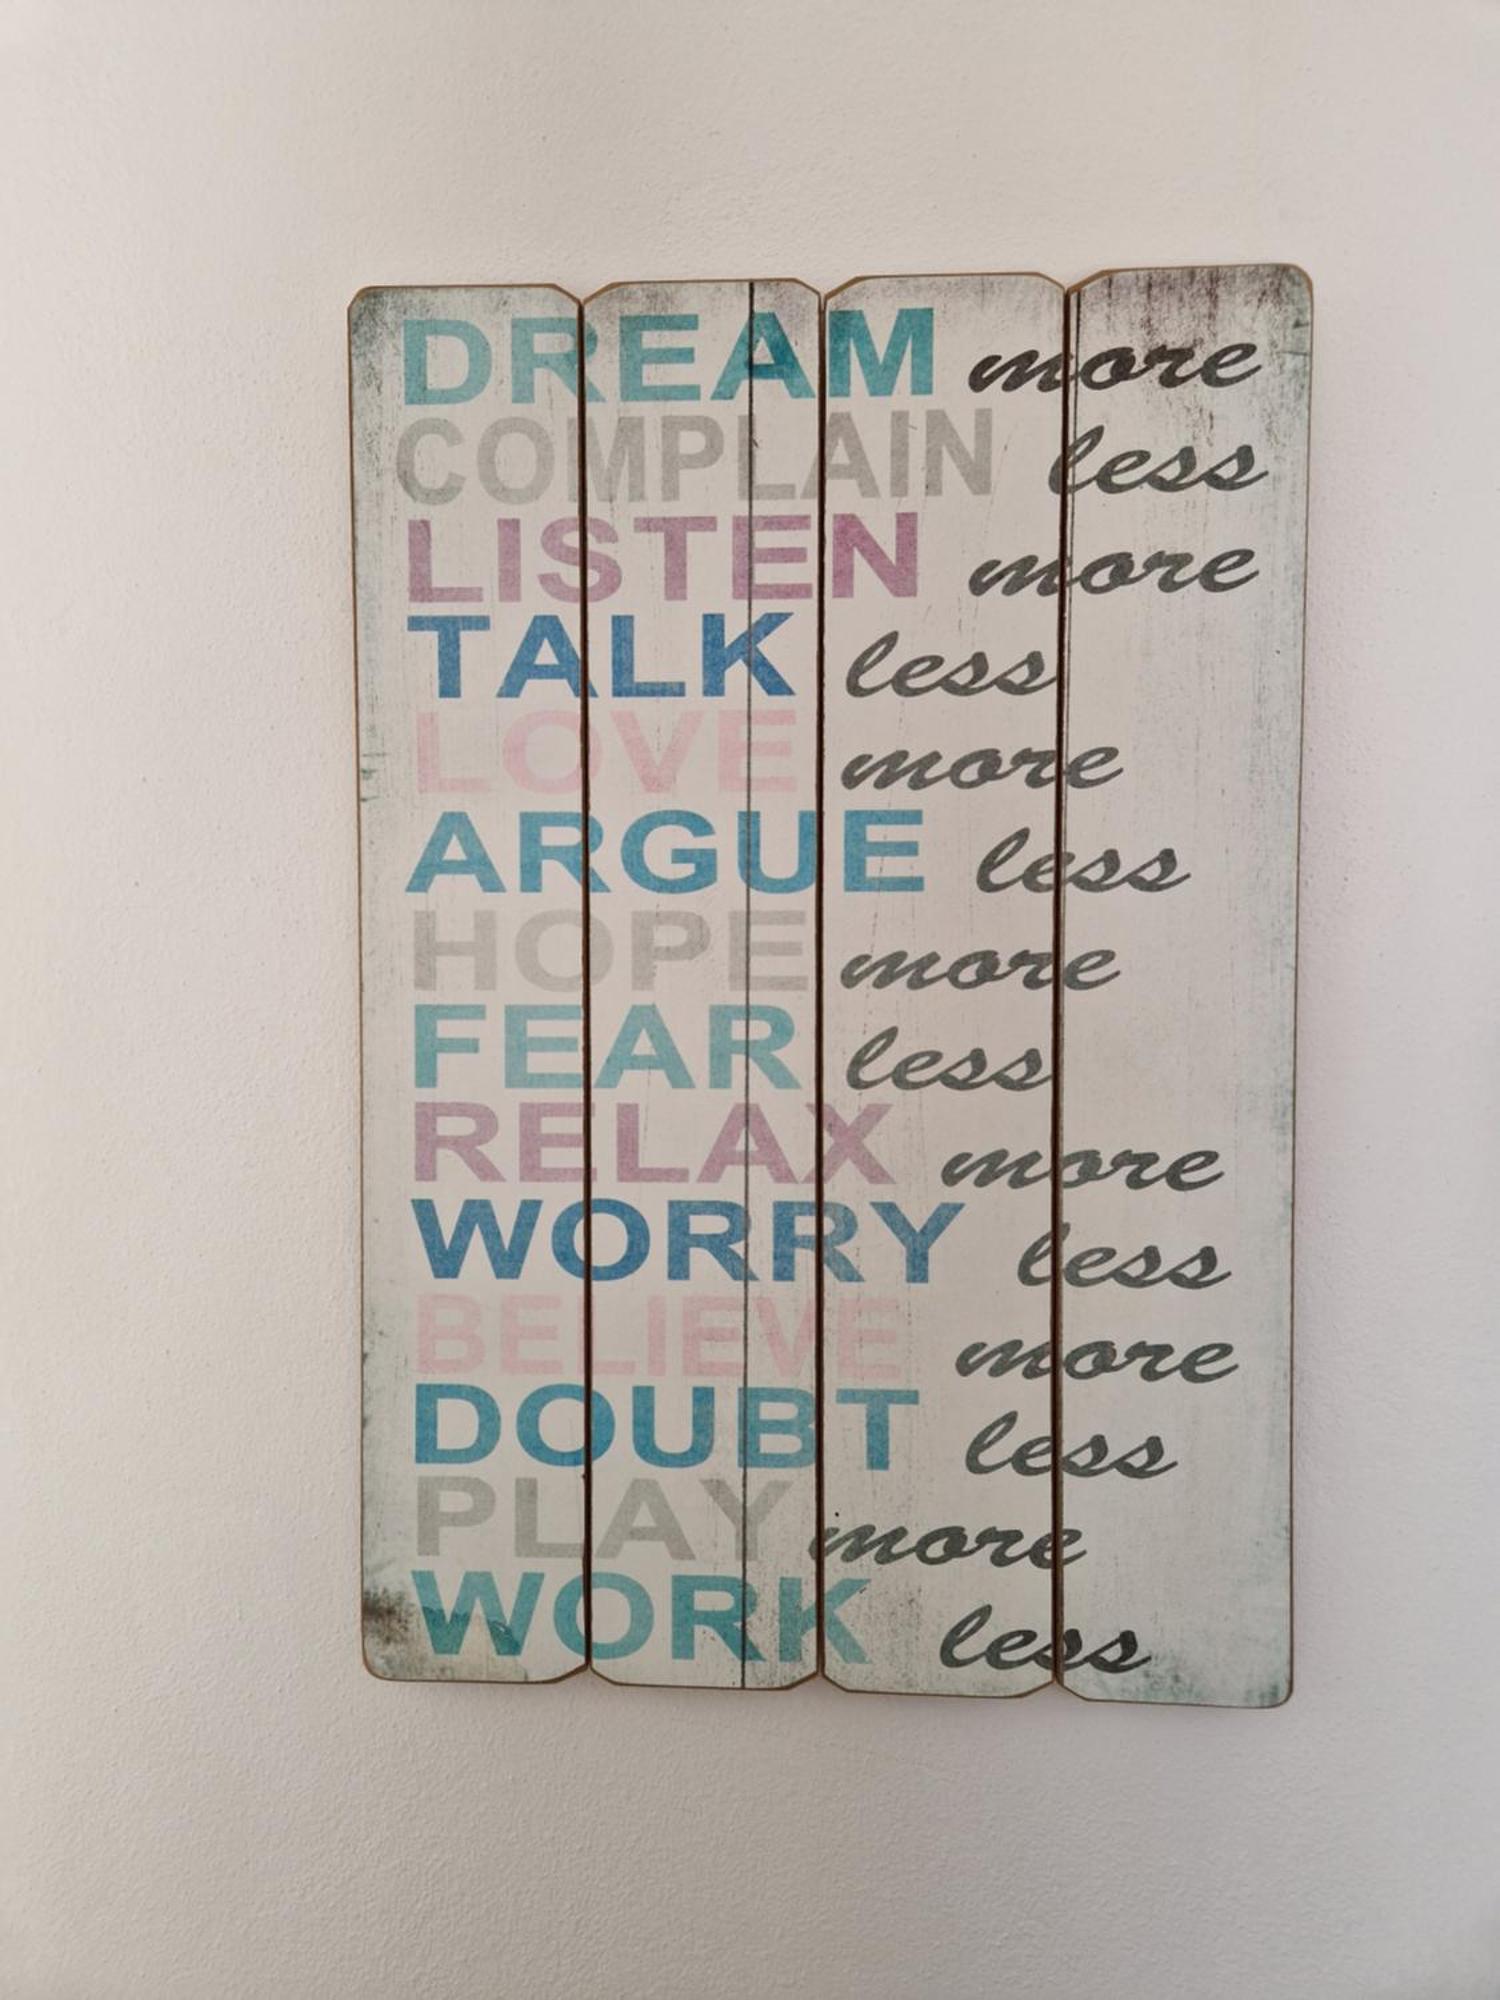 DREAM more
COMPLAIN less
LISTEN more
TALK less
LOVE more
ARGUE less
HOPE more
FEAR less
RELAX more
WORRY less
BELIEVE more
DOUBT less
PLAY more
WORK less